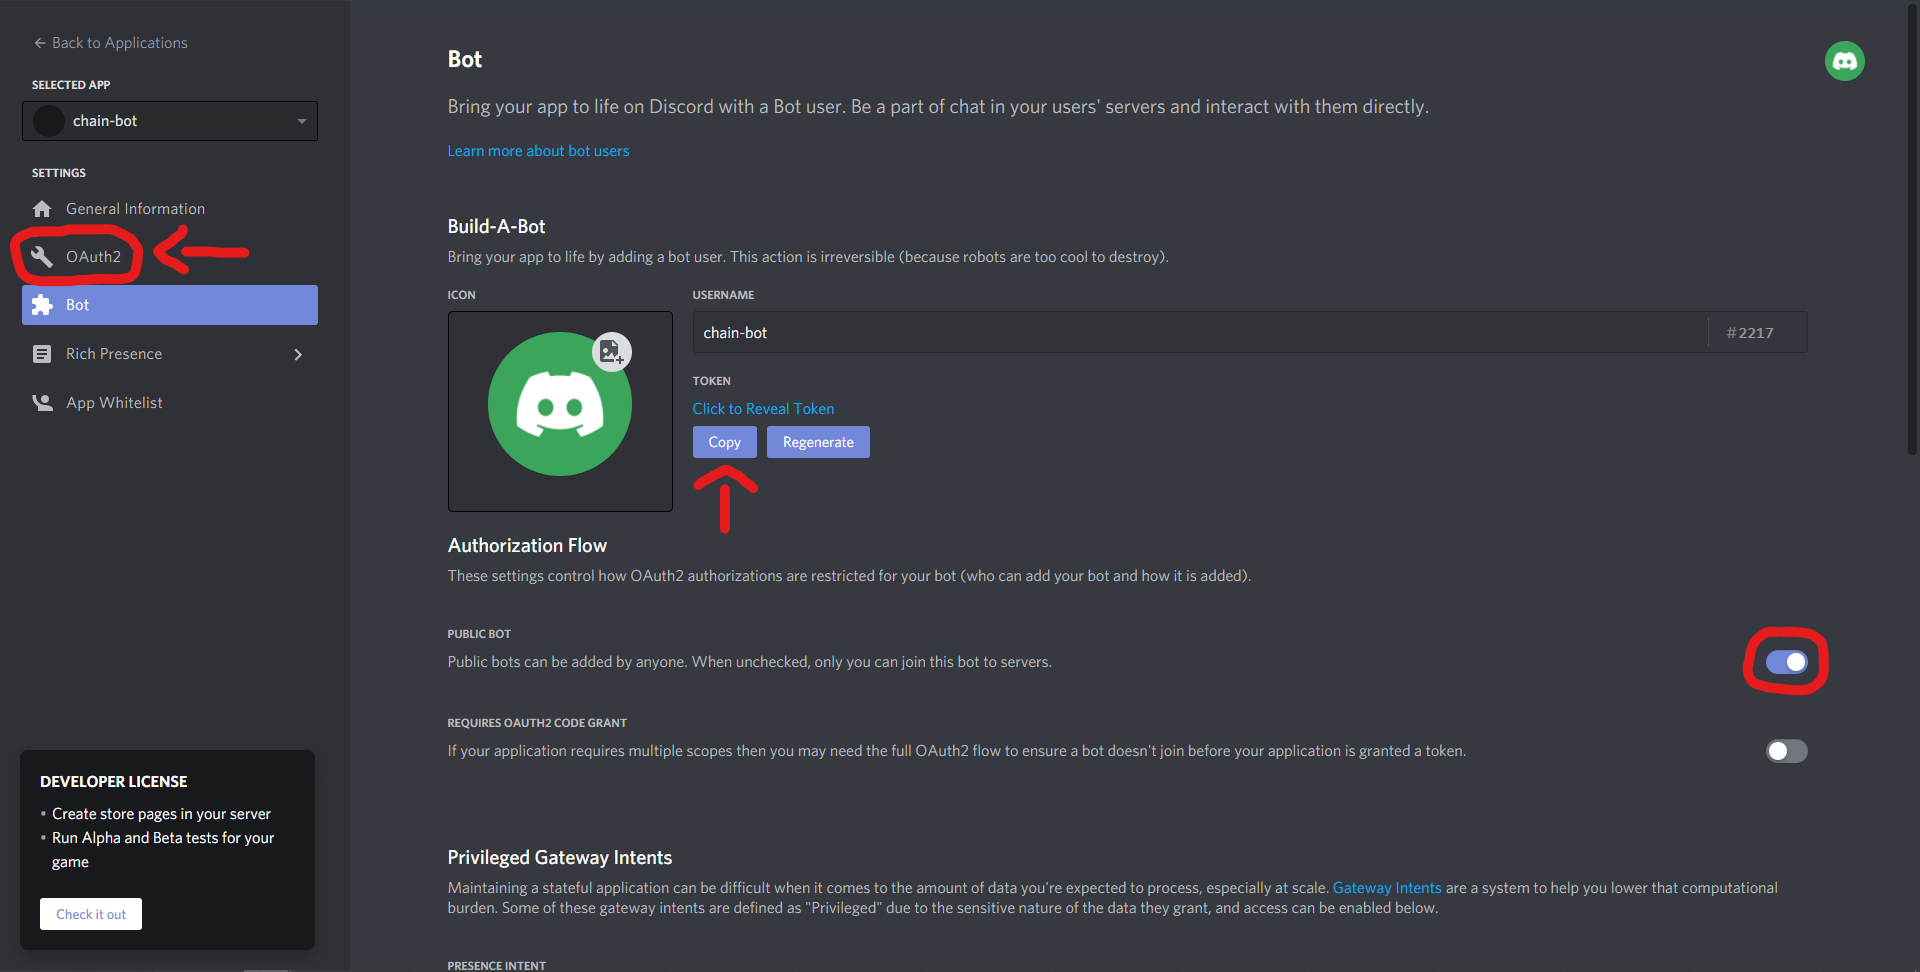 Back to Applications
SELECTED APP
chain-bot
SETTINGS
General Information
OAuth2
Bot
Rich Presence
App Whitelist
DEVELOPER LICENSE
• Create store pages in your server
• Run Alpha and Beta tests for your
game
Check it out
Bot
Bring your app to life on Discord with a Bot user. Be a part of chat in your users' servers and interact with them directly.
Learn more about bot users
Build-A-Bot
Bring your app to life by adding a bot user. This action is irreversible (because robots are too cool to destroy).
ICON
USERNAME
chain-bot #2217
TOKEN
Click to Reveal Token
Copy Regenerate
Authorization Flow
These settings control how OAuth2 authorizations are restricted for your bot (who can add your bot and how it is added).
PUBLIC BOT
Public bots can be added by anyone. When unchecked, only you can join this bot to servers.
REQUIRES OAUTH2 CODE GRANT
If your application requires multiple scopes then you may need the full OAuth2 flow to ensure a bot doesn't join before your application is granted a token.
Privileged Gateway Intents
Maintaining a stateful application can be difficult when it comes to the amount of data you're expected to process, especially at scale. Gateway Intents are a system to help you lower that computational
burden. Some of these gateway intents are defined as "Privileged" due to the sensitive nature of the data they grant, and access can be enabled below.
PRESENCE INTENT